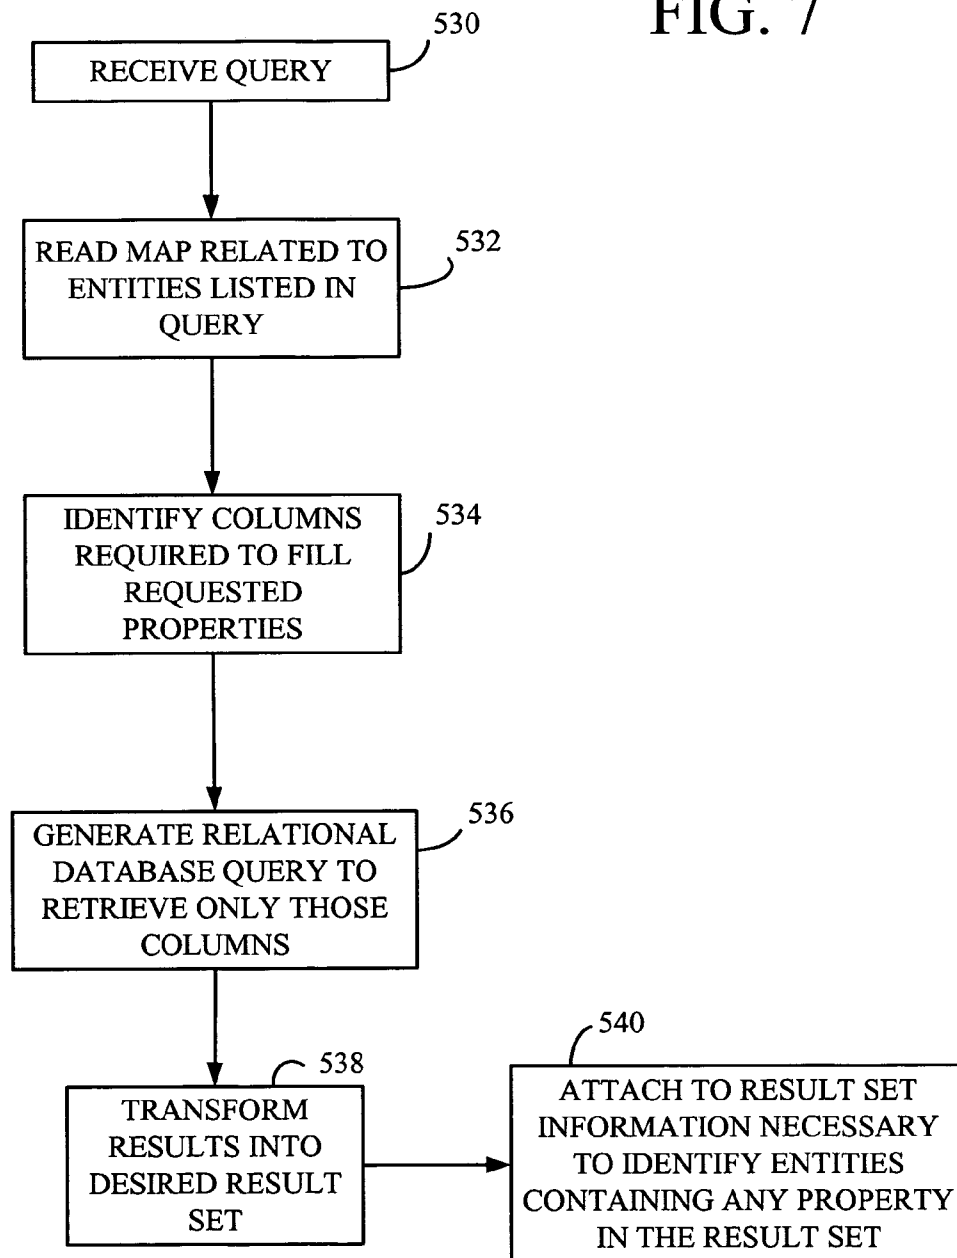 FIG. 7
530
RECEIVE QUERY
532
READ MAP RELATED TO
ENTITIES LISTED IN
QUERY
534
IDENTIFY COLUMNS
REQUIRED TO FILL
REQUESTED
PROPERTIES
536
GENERATE RELATIONAL
DATABASE QUERY TO
RETRIEVE ONLY THOSE
COLUMNS
538
TRANSFORM
RESULTS INTO
DESIRED RESULT
SET
540
ATTACH TO RESULT SET
INFORMATION NECESSARY
TO IDENTIFY ENTITIES
CONTAINING ANY PROPERTY
IN THE RESULT SET